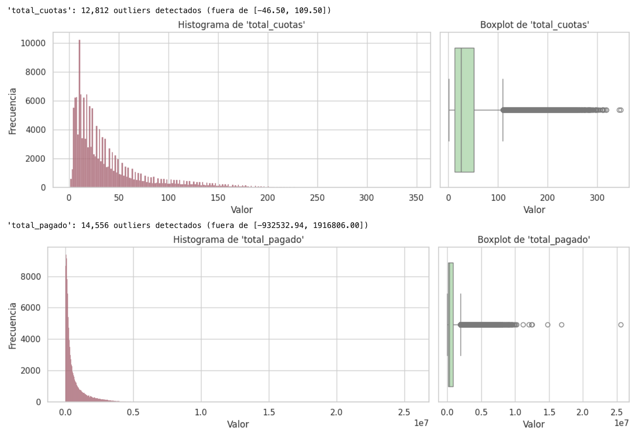 'total_cuotas': 12,812 outliers detectados (fuera de [-46.50, 109.50])
Histograma de 'total_cuotas'
Boxplot de 'total_cuotas'
10000
8000
6000
4000
2000
0
Frecuencia
0 50 100 150 200 250 300 350
Valor
0 100 200 300
Valor
'total_pagado': 14,556 outliers detectados (fuera de [-932532.94, 1916806.00])
Histograma de 'total_pagado'
Boxplot de 'total_pagado'
8000
6000
4000
2000
0
Frecuencia
0.0 0.5 1.0 1.5 2.0 2.5
1e7
Valor
0.0 0.5 1.0 1.5 2.0 2.5
1e7
Valor